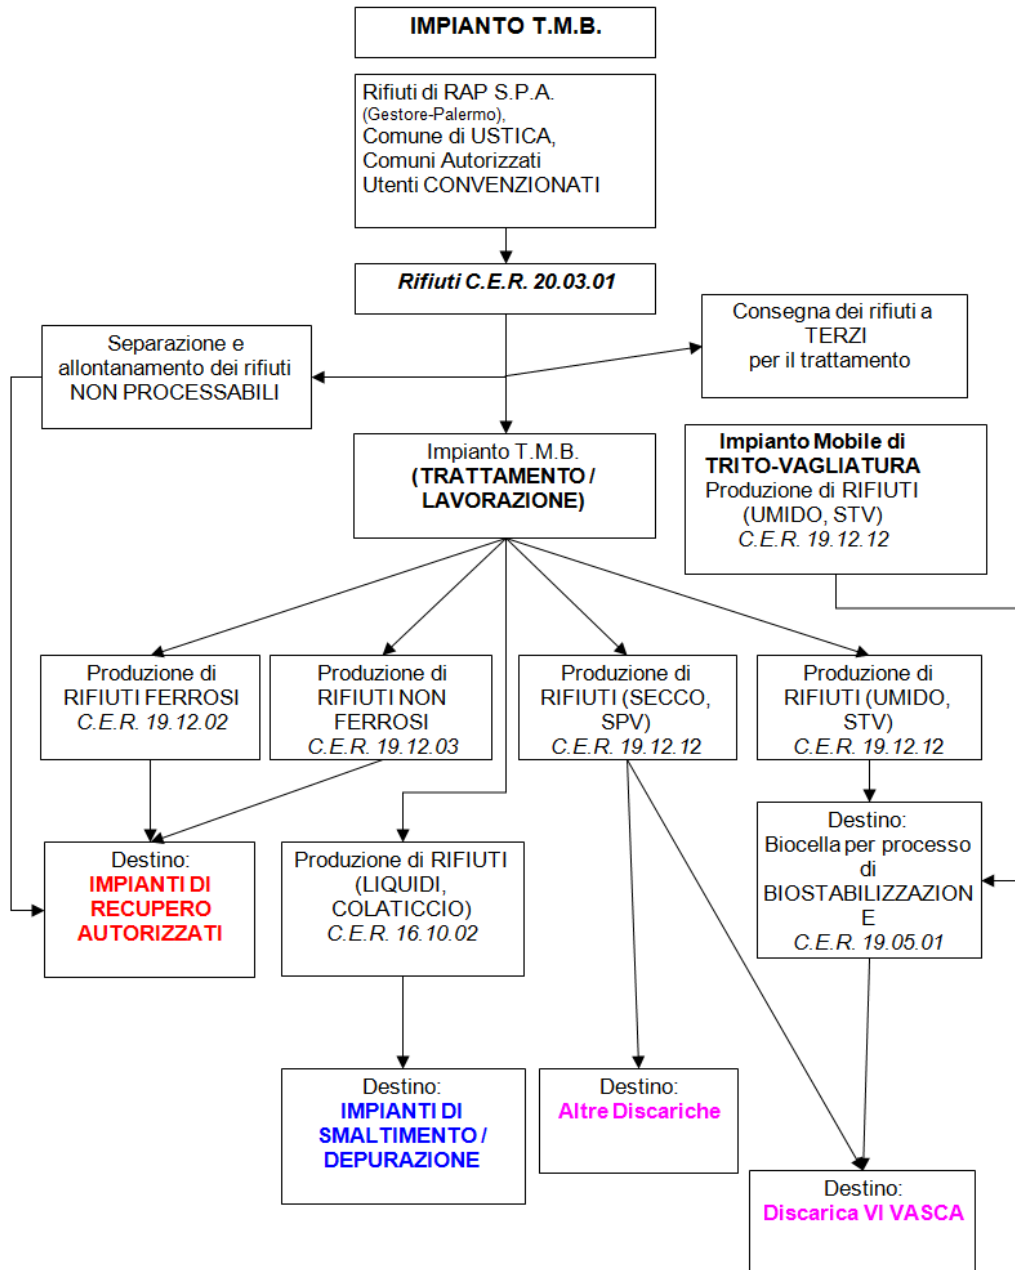 IMPIANTO T.M.B.
Rifiuti di RAP S.P.A.
(Gestore-Palermo),
Comune di USTICA,
Comuni Autorizzati
Utenti CONVENZIONATI
Rifiuti C.E.R. 20.03.01
Separazione e
allontanamento dei rifiuti
NON PROCESSABILI
Consegna dei rifiuti a
TERZI
per il trattamento
Impianto T.M.B.
(TRATTAMENTO /
LAVORAZIONE)
Impianto Mobile di
TRITO-VAGLIATURA
Produzione di RIFIUTI
(UMIDO, STV)
C.E.R. 19.12.12
Produzione di
RIFIUTI FERROSI
C.E.R. 19.12.02
Produzione di
RIFIUTI NON
FERROSI
C.E.R. 19.12.03
Produzione di
RIFIUTI (SECCO,
SPV)
C.E.R. 19.12.12
Produzione di
RIFIUTI (UMIDO,
STV)
C.E.R. 19.12.12
Destino:
IMPIANTI DI
RECUPERO
AUTORIZZATI
Produzione di RIFIUTI
(LIQUIDI,
COLATICCIO)
C.E.R. 16.10.02
Destino:
Biocella per processo
di
BIOSTABILIZZAZION
E
C.E.R. 19.05.01
Destino:
IMPIANTI DI
SMALTIMENTO /
DEPURAZIONE
Destino:
Altre Discariche
Destino:
Discarica VI VASCA